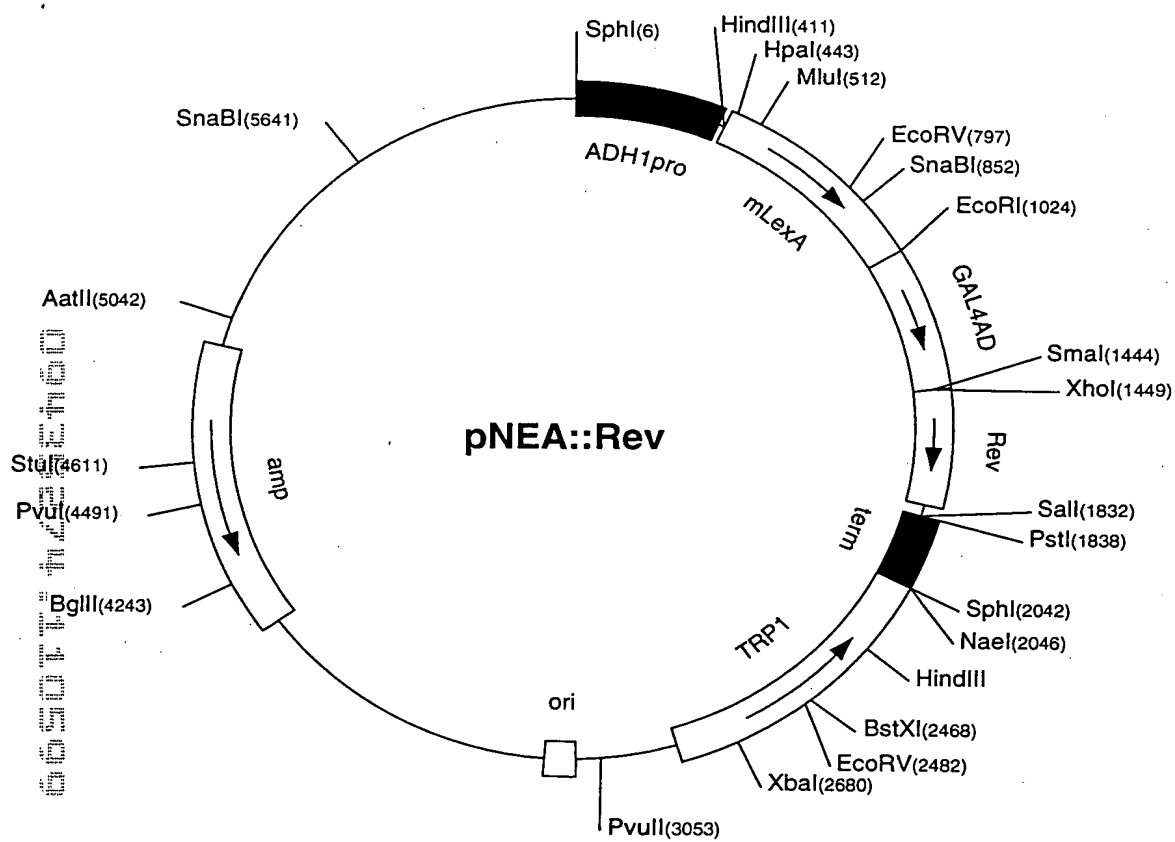 SphI(6)
HindIII(411)
HpaI(443)
MluI(512)
EcoRV(797)
SnaBI(852)
EcoRI(1024)
SmaI(1444)
XhoI(1449)
SalI(1832)
PstI(1838)
SphI(2042)
NaeI(2046)
HindIII
BstXI(2468)
EcoRV(2482)
XbaI(2680)
PvuII(3053)
BglII(4243)
PvuI(4491)
StuI(4611)
AatII(5042)
SnaBI(5641)
ADH1pro
mLexA
GAL4AD
Rev
term
TRP1
ori
amp
pNEA::Rev